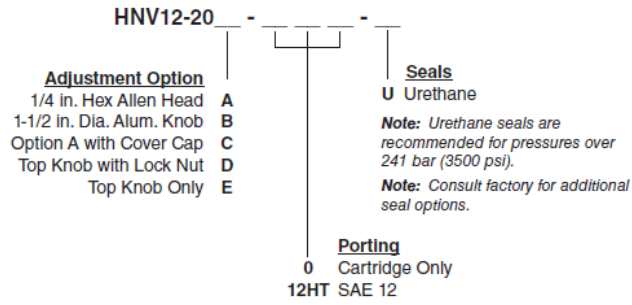 HNV12-20__ - __ __ __ - __
Adjustment Option
1/4 in. Hex Allen Head A
1-1/2 in. Dia. Alum. Knob B
Option A with Cover Cap C
Top Knob with Lock Nut D
Top Knob Only E
Seals
U Urethane
Note: Urethane seals are
recommended for pressures over
241 bar (3500 psi).
Note: Consult factory for additional
seal options.
Porting
0 Cartridge Only
12HT SAE 12